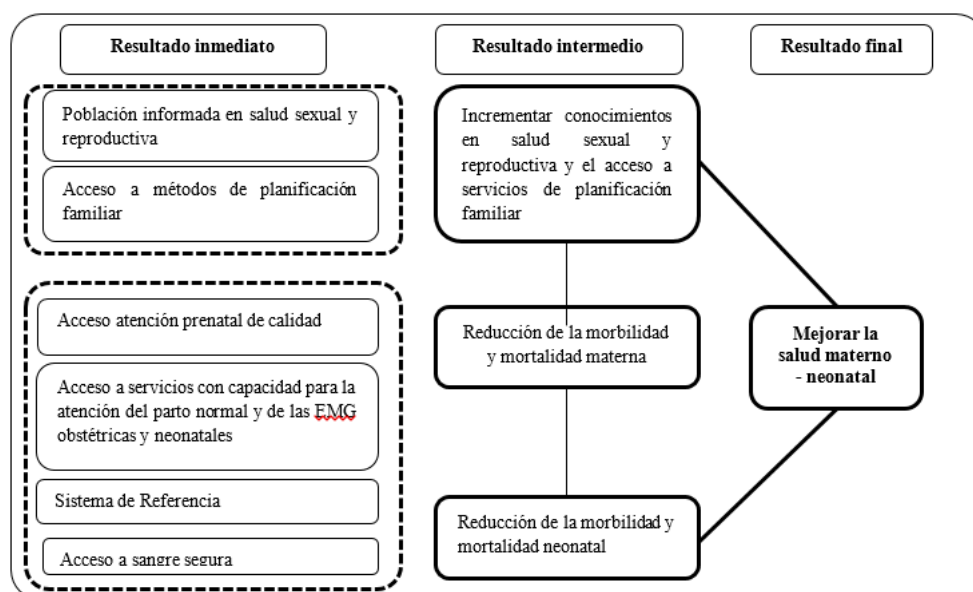 Resultado inmediato
Resultado intermedio
Resultado final
Población informada en salud sexual y
reproductiva
Acceso a métodos de planificación
familiar
Acceso atención prenatal de calidad
Acceso a servicios con capacidad para la
atención del parto normal y de las EMG
obstétricas y neonatales
Sistema de Referencia
Acceso a sangre segura
Incrementar conocimientos
en salud sexual y
reproductiva y el acceso a
servicios de planificación
familiar
Reducción de la morbilidad
y mortalidad materna
Reducción de la morbilidad y
mortalidad neonatal
Mejorar la
salud materno
- neonatal